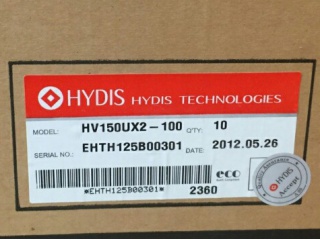 HYDIS HYDIS TECHNOLOGIES
MODEL: HV150UX2-100 Q'TY: 10
SERIAL NO.: EHTH125B00301 DATE: 2012.05.26
eco
*EHTH125B00301* 2360
HYDIS
Accept